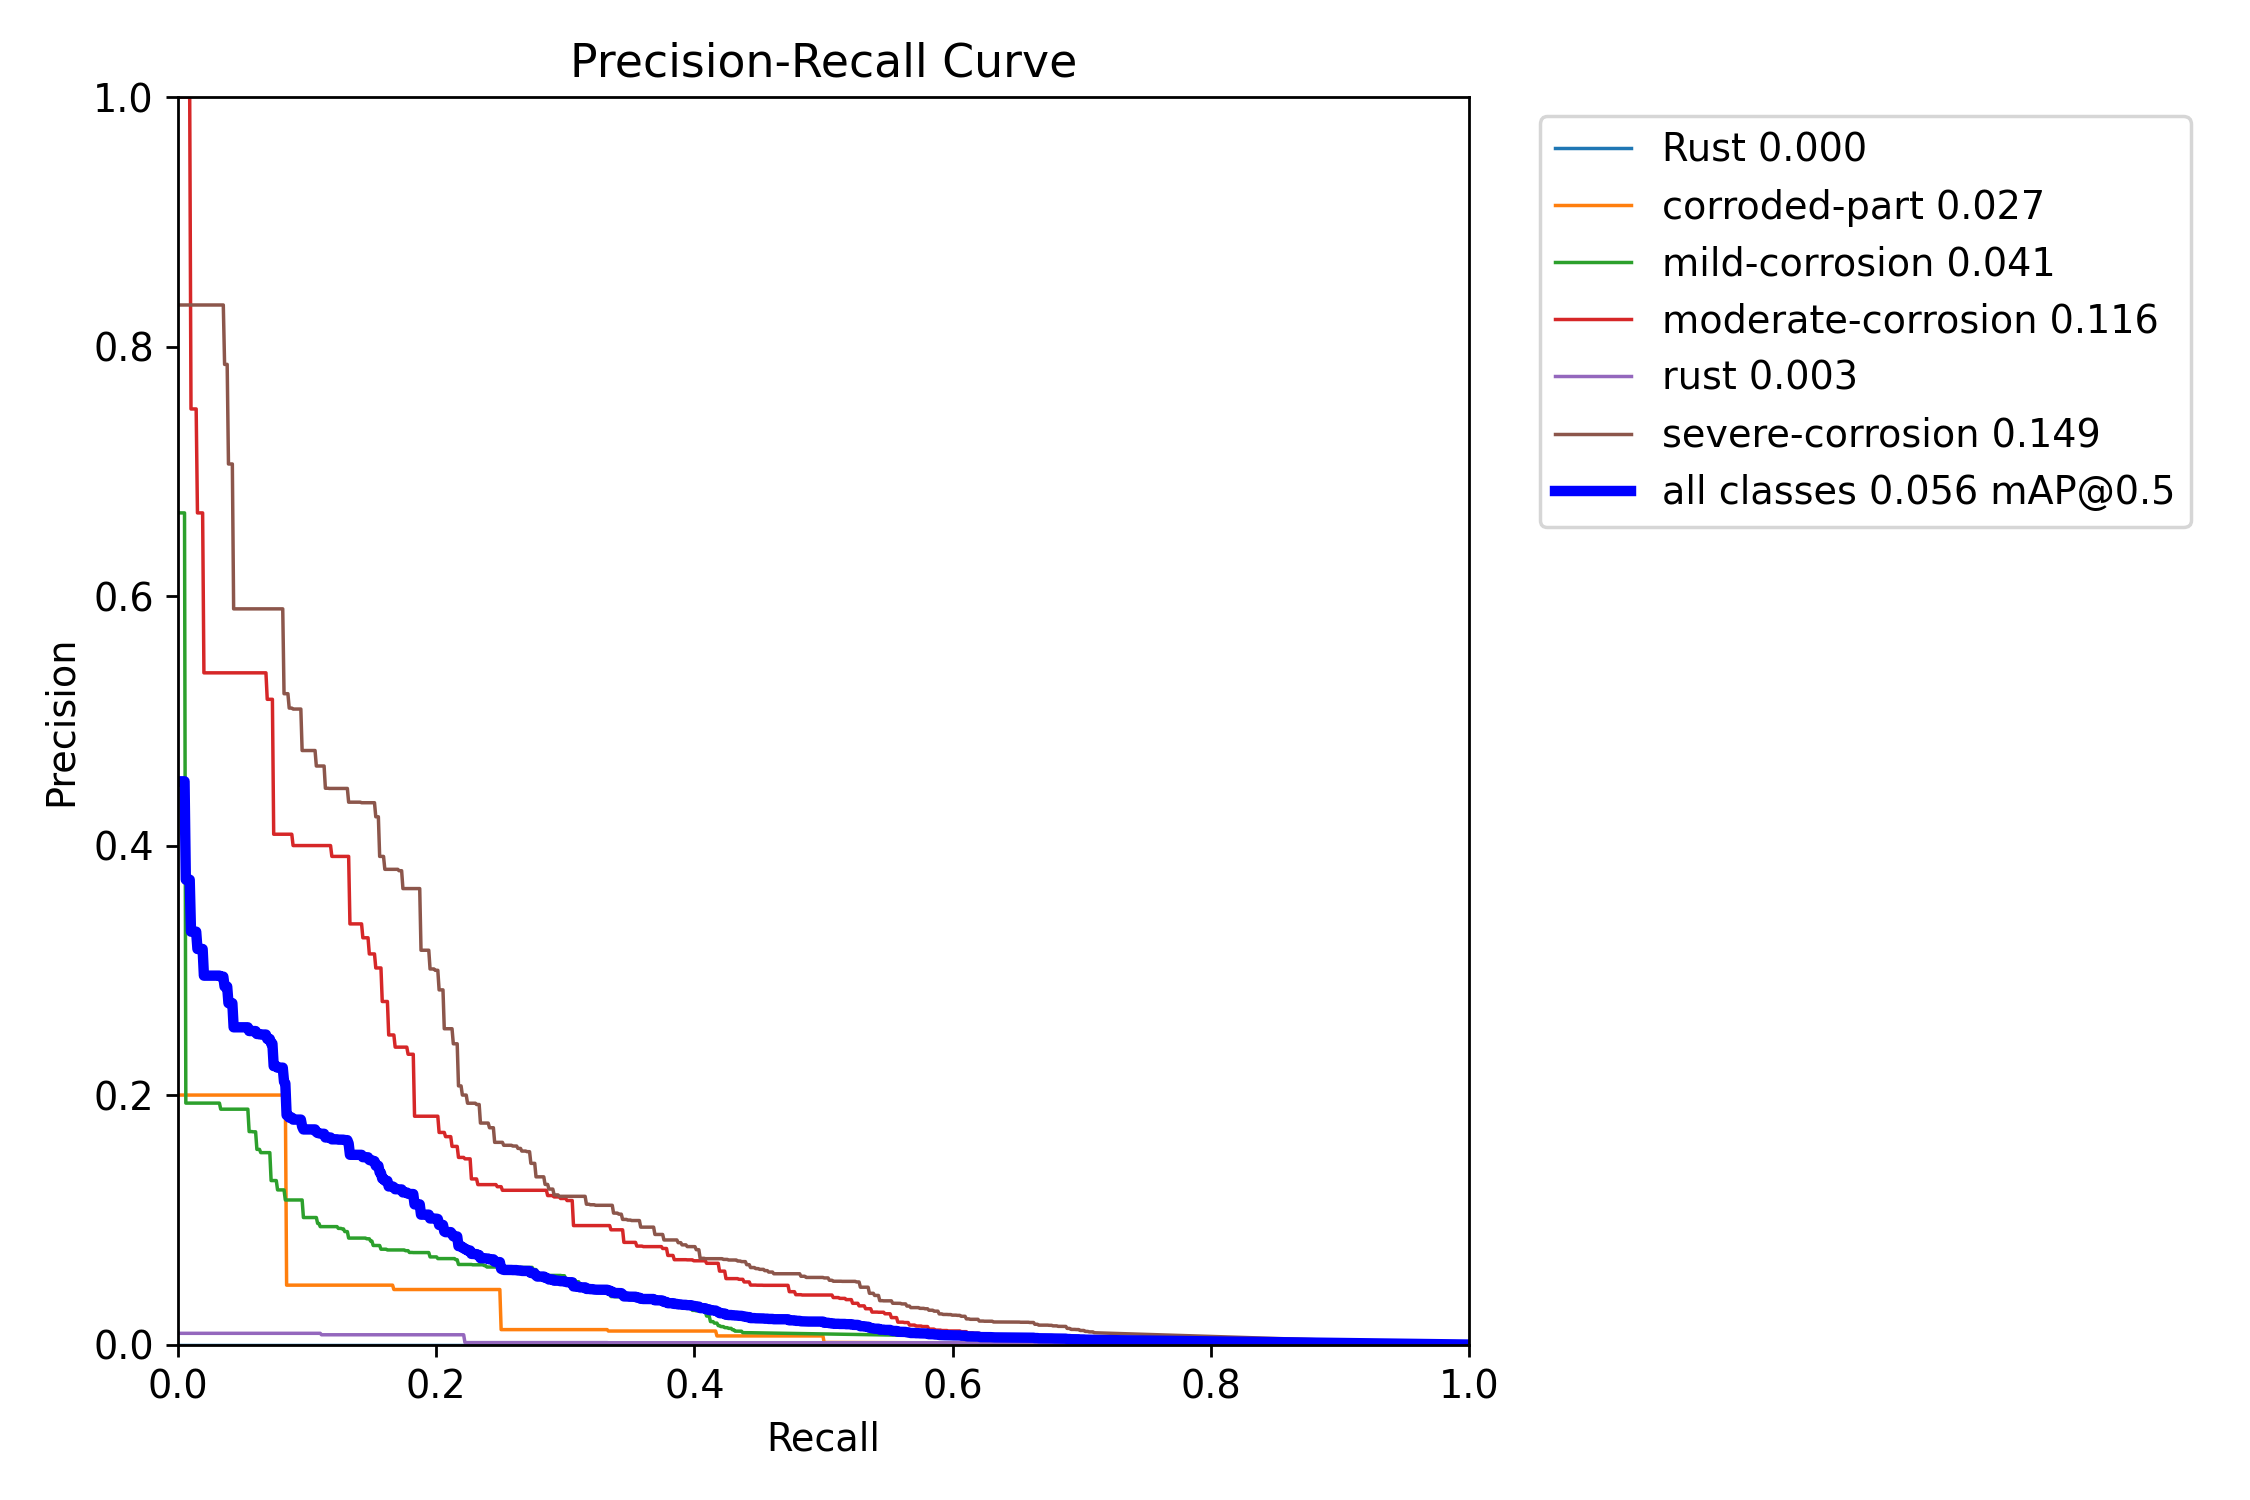 Precision-Recall Curve
1.0
0.8
0.6
0.4
0.2
0.0
Precision
0.0 0.2 0.4 0.6 0.8 1.0
Recall
Rust 0.000
corroded-part 0.027
mild-corrosion 0.041
moderate-corrosion 0.116
rust 0.003
severe-corrosion 0.149
all classes 0.056 mAP@0.5